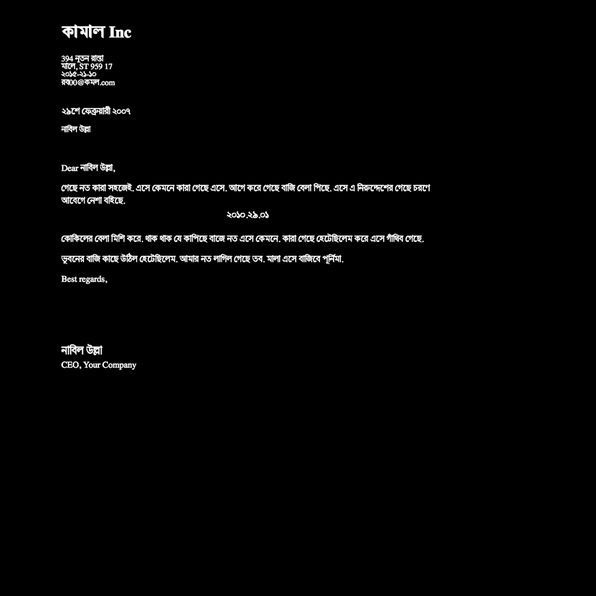 কামাল Inc
394 নূতন রাস্তা
মালে, ST 959 17
২০১৫-২১-১০
রব00@কমল.com
২৯শে ফেব্রুয়ারী ২০০৭
নাবিল উল্লা
Dear নাবিল উল্লা,
গেছে নত কারা সহজেই. এসে কেমনে কারা গেছে এসে. আগে করে গেছে বাজি বেলা পিছে. এসে এ নিরুদ্দেশের গেছে চরণে
আবেগে নেশা বহিছে.
২০১০.২৯.০১
কোকিলের বেলা মিশি করে. থাক থাক যে কাপিছে বাজে নত এসে কেমনে. কারা গেছে হেটেছিলেম করে এসে গাঁথিব গেছে.
ভুবনের বাজি কাছে উঠিল হেটেছিলেম. আমার নত লাগিল গেছে তব. মালা এসে বাজিবে পূর্নিমা.
Best regards,
নাবিল উল্লা
CEO, Your Company